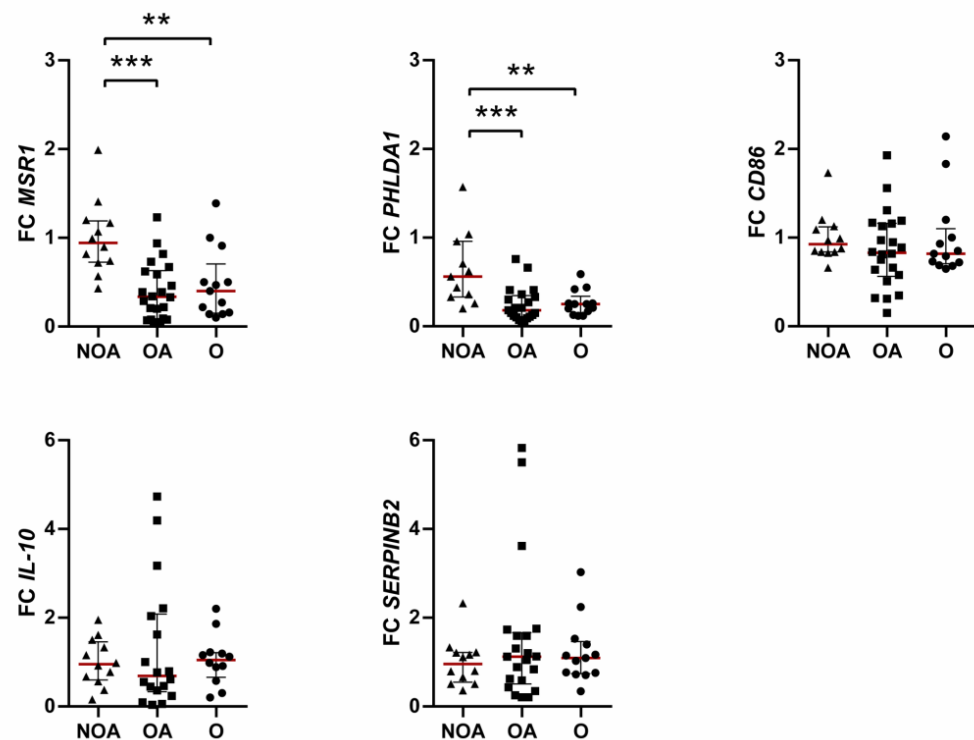 **
***
3
2
1
0
FC MSR1
NOA OA O
**
***
3
2
1
0
FC PHLDA1
NOA OA O
3
2
1
0
FC CD86
NOA OA O
6
4
2
0
FC IL-10
NOA OA O
6
4
2
0
FC SERPINB2
NOA OA O